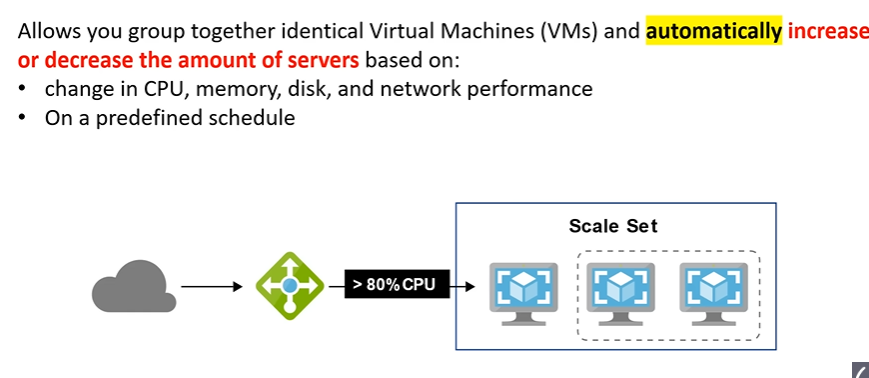 Allows you group together identical Virtual Machines (VMs) and automatically increase
or decrease the amount of servers based on:
• change in CPU, memory, disk, and network performance
• On a predefined schedule
Scale Set
> 80% CPU